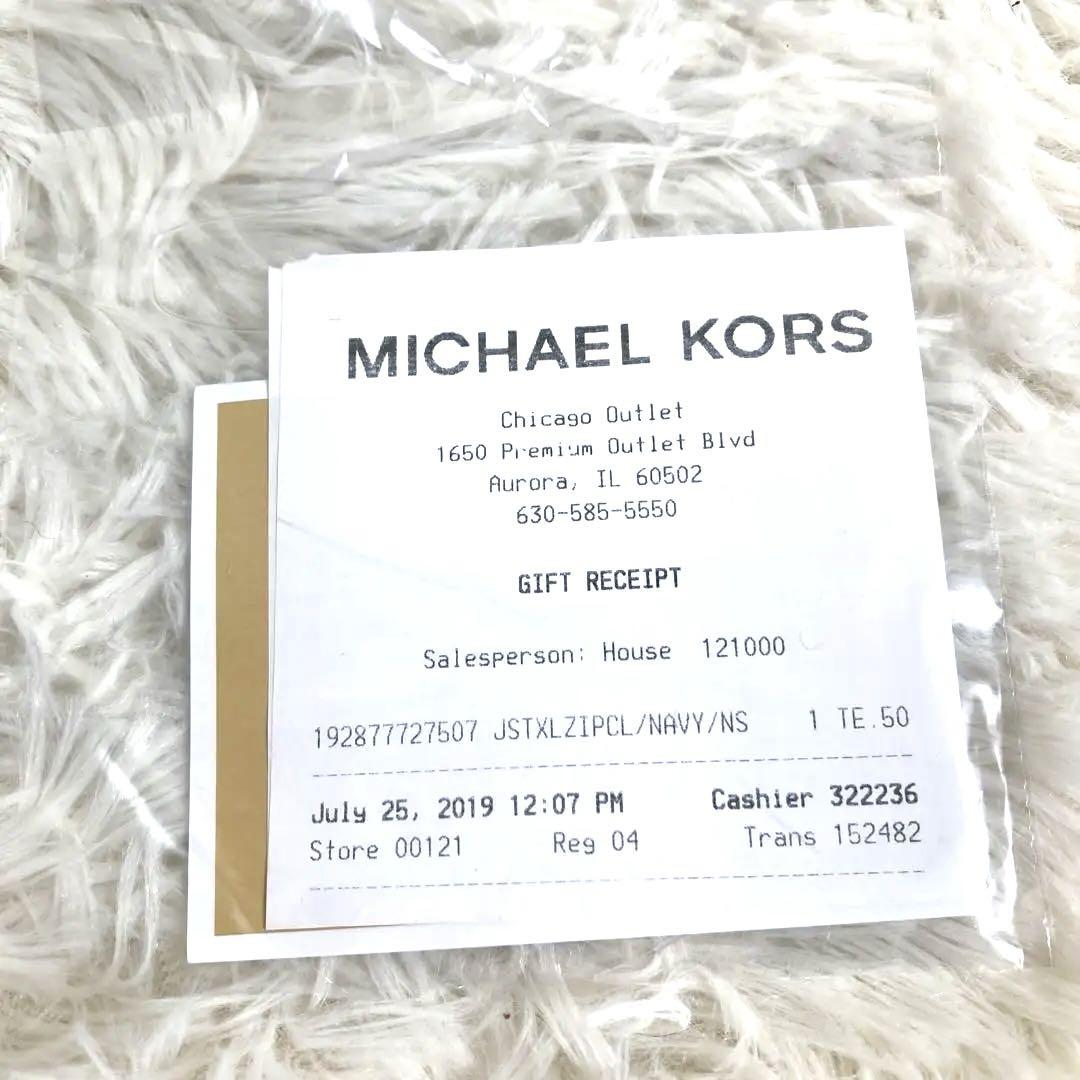 MICHAEL KORS
Chicago Outlet
1650 Premium Outlet Blvd
Aurora, IL 60502
630-585-5550
GIFT RECEIPT
Salesperson: House 121000
192877727507 JSTXLZIPCL/NAVY/NS 1 TE.50
July 25, 2019 12:07 PM Cashier 322236
Store 00121 Reg 04 Trans 152482